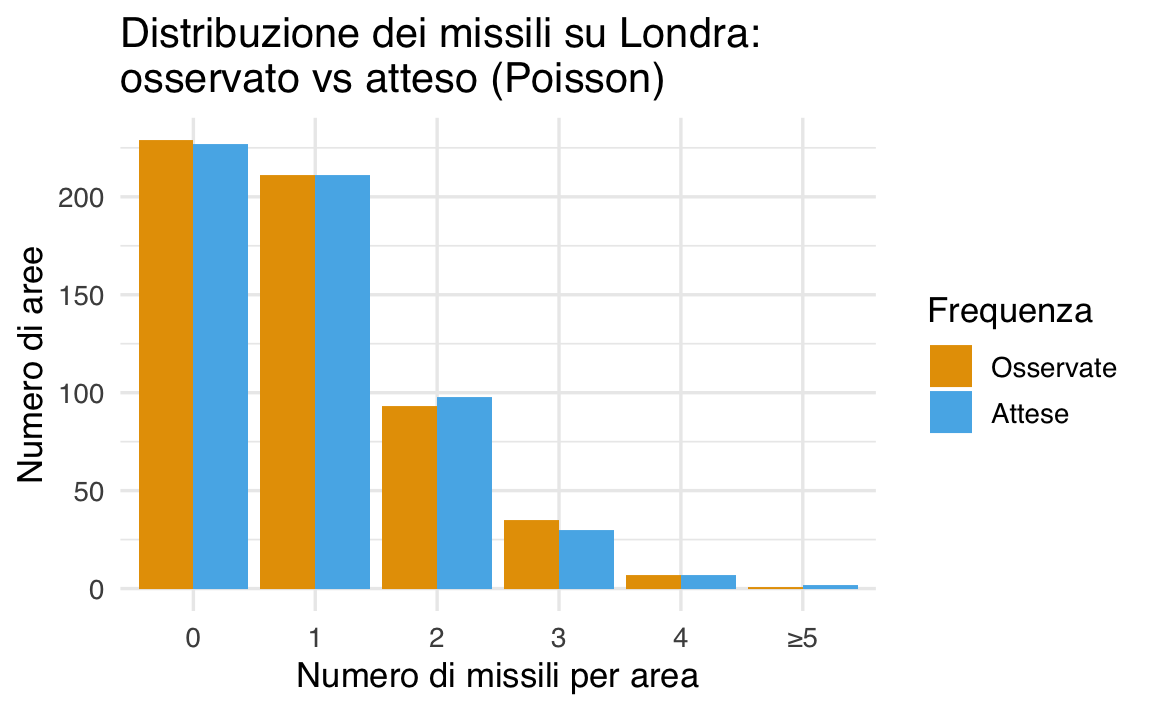 Distribuzione dei missili su Londra:
osservato vs atteso (Poisson)
Numero di aree
200
150
100
50
0
0 1 2 3 4 ≥5
Numero di missili per area
Frequenza
Osservate
Attese